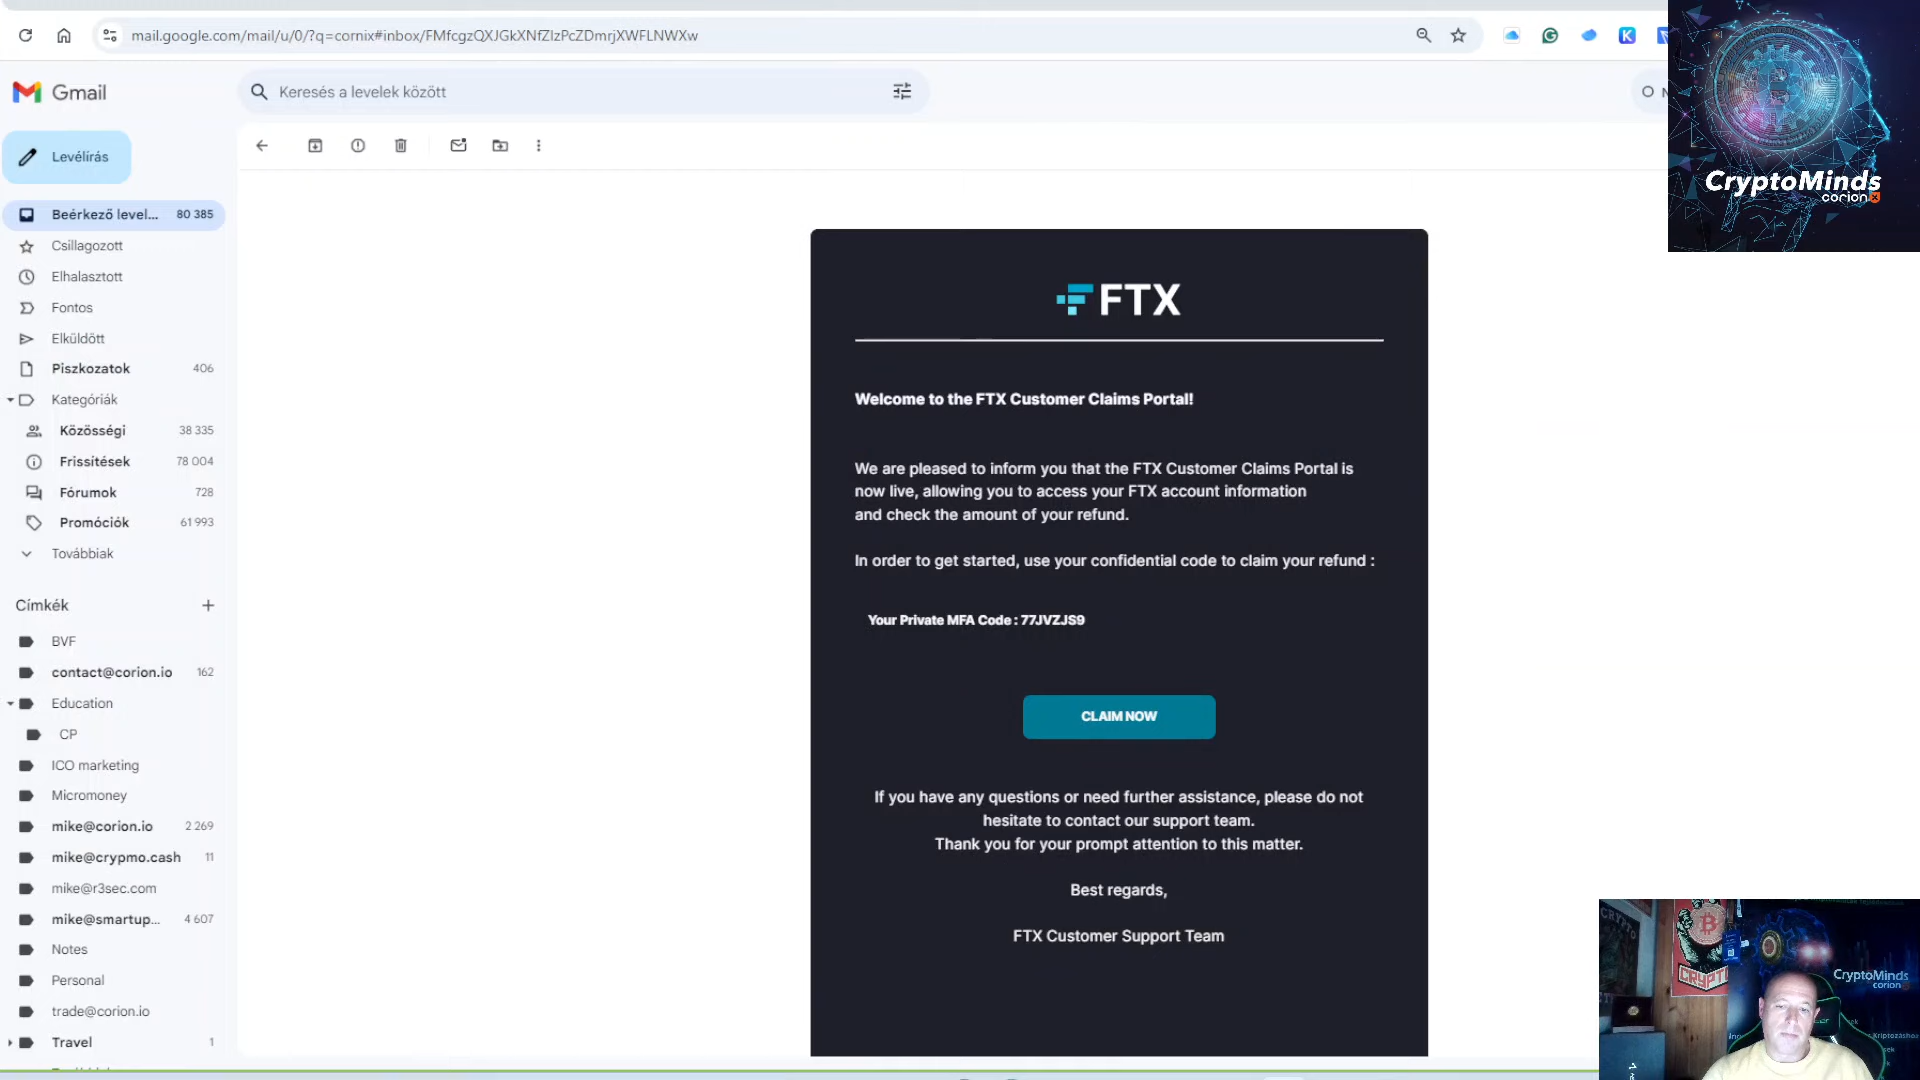 mail.google.com/mail/u/0/?q=cornix#inbox/FMfcgzQXJGkXNfZlzPcZDmrjXWFLNWXw
Gmail
Keresés a levelek között
Levélírás
Beérkező level... 80 385
Csillagozott
Elhalasztott
Fontos
Elküldött
Piszkozatok 406
Kategóriák
Közösségi 38 335
Frissítések 78 004
Fórumok 728
Promóciók 61 993
Továbbiak
Címkék
BVF
contact@corion.io 162
Education
CP
ICO marketing
Micromoney
mike@corion.io 2 269
mike@crypmo.cash 11
mike@r3sec.com
mike@smartup... 4 607
Notes
Personal
trade@corion.io
Travel 1
FTX
Welcome to the FTX Customer Claims Portal!
We are pleased to inform you that the FTX Customer Claims Portal is
now live, allowing you to access your FTX account information
and check the amount of your refund.
In order to get started, use your confidential code to claim your refund :
Your Private MFA Code : 77JVZJS9
CLAIM NOW
If you have any questions or need further assistance, please do not
hesitate to contact our support team.
Thank you for your prompt attention to this matter.
Best regards,
FTX Customer Support Team
K
CryptoMinds
corion
CRYPTO
CryptoMinds
corion